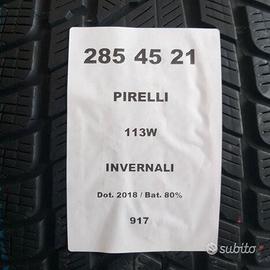 285 45 21
PIRELLI
113W
INVERNALI
Dot. 2018 / Bat. 80%
917
subito